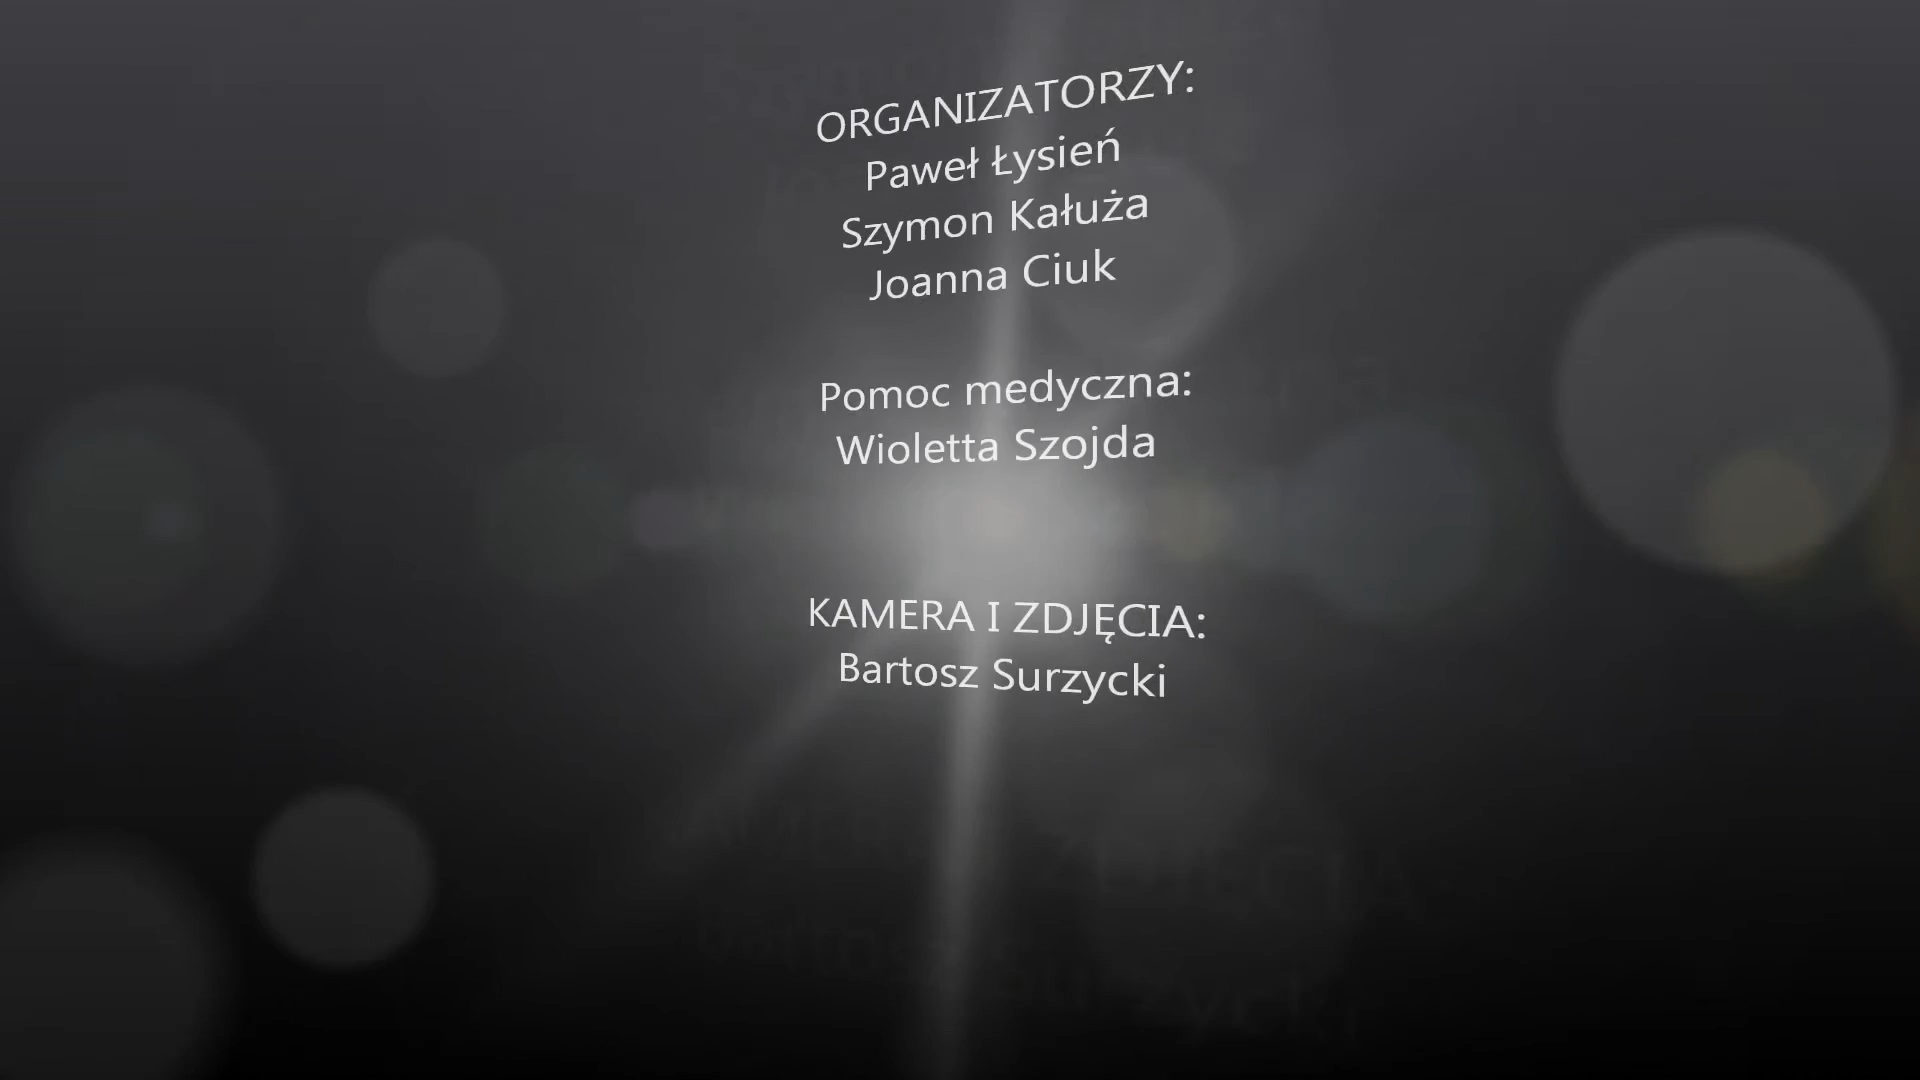 ORGANIZATORZY:
Paweł Łysień
Szymon Kałuża
Joanna Ciuk
Pomoc medyczna:
Wioletta Szojda
KAMERA I ZDJĘCIA:
Bartosz Surzycki